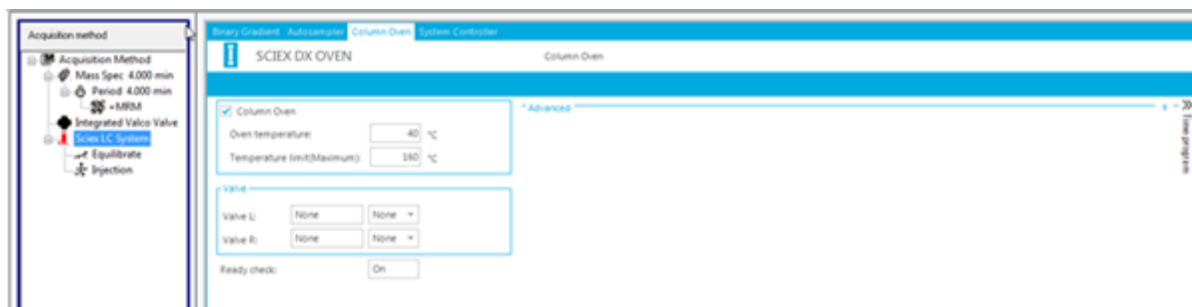 Acquisition method
Acquisition Method
Mass Spec 4.000 min
Period 4.000 min
+MRM
Integrated Valco Valve
Sciex LC System
Equilibrate
Injection
Binary Gradient Autosampler Column Oven System Controller
SCIEX DX OVEN Column Oven
Column Oven
Oven temperature: 40 °C
Temperature limit(Maximum): 160 °C
Valve
Valve L: None None
Valve R: None None
Ready check: On
Advanced
Time program